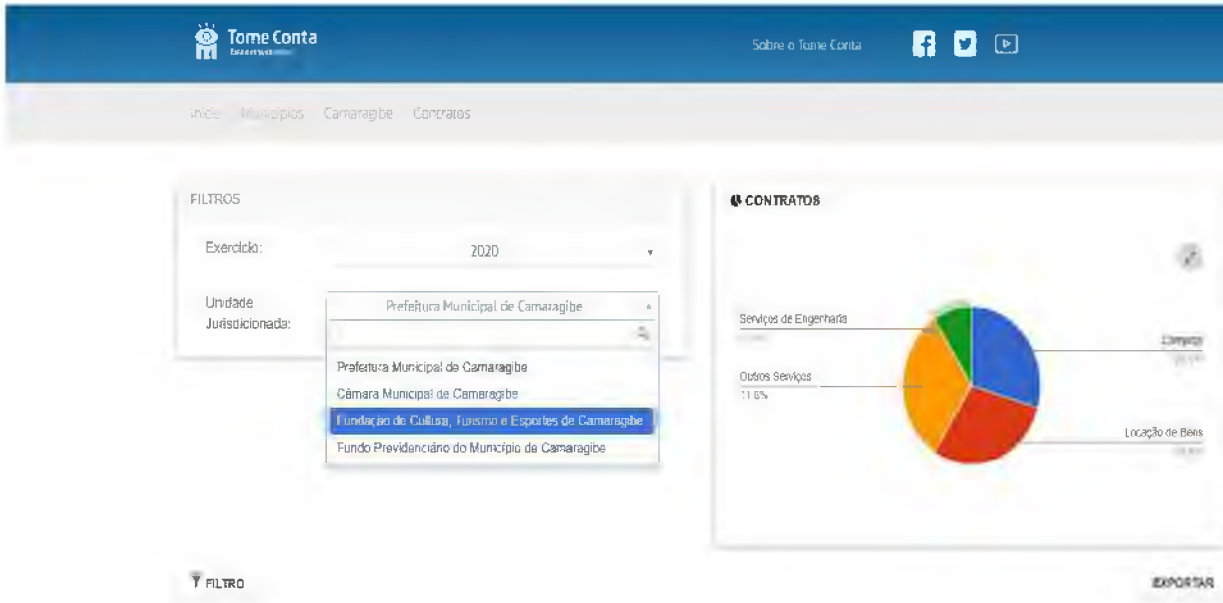 Tome Conta
Sobre o Tome Conta
Início Municípios Camaragibe Contratos
FILTROS
Exercício:
2020
Unidade
Jurisdicionada:
Prefeitura Municipal de Camaragibe
Prefeitura Municipal de Camaragibe
Câmara Municipal de Camaragibe
Fundação de Cultura, Turismo e Esportes de Camaragibe
Fundo Previdenciário do Município de Camaragibe
CONTRATOS
Serviços de Engenharia
Outros Serviços
Compras
Locação de Bens
FILTRO
EXPORTAR